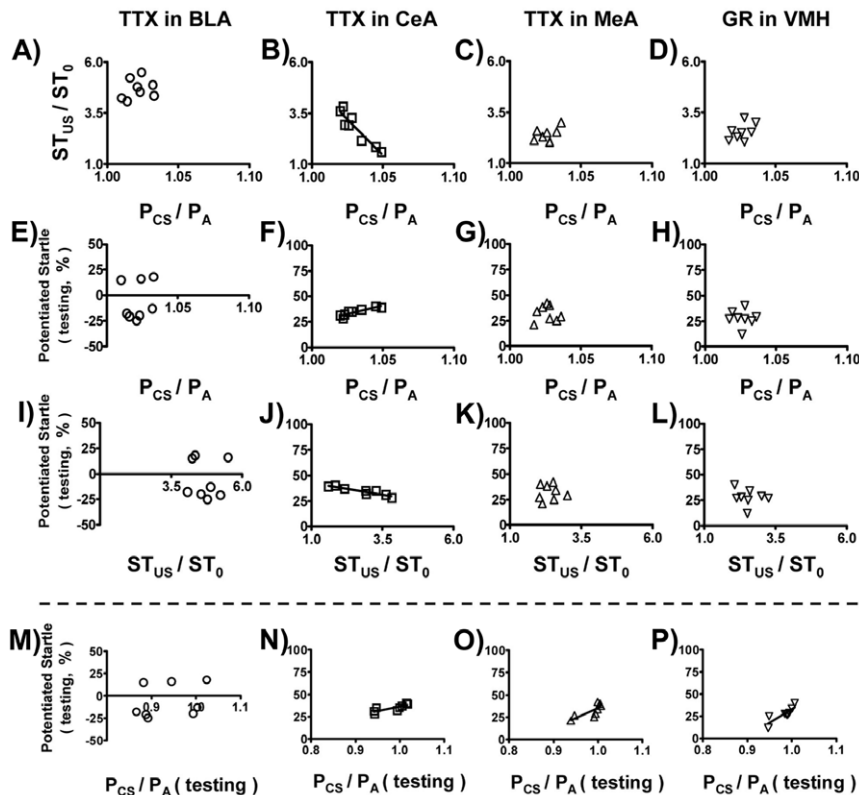 TTX in BLA TTX in CeA TTX in MeA GR in VMH
A) B) C) D)
ST_US / ST_0
6.0 6.0 6.0 6.0
3.5 3.5 3.5 3.5
1.0 1.0 1.0 1.0
1.00 1.05 1.10 1.00 1.05 1.10 1.00 1.05 1.10 1.00 1.05 1.10
P_CS / P_A P_CS / P_A P_CS / P_A P_CS / P_A
E) F) G) H)
Potentiated Startle
( testing, % )
50 100 100 100
25 75 75 75
0 1.05 1.10 50 50 50
-25 25 25 25
-50 0 0 0
1.00 1.05 1.10 1.00 1.05 1.10 1.00 1.05 1.10
P_CS / P_A P_CS / P_A P_CS / P_A P_CS / P_A
I) J) K) L)
Potentiated Startle
( testing, % )
50 100 100 100
25 75 75 75
0 3.5 6.0 50 50 50
-25 25 25 25
-50 0 0 0
1.0 3.5 6.0 1.0 3.5 6.0 1.0 3.5 6.0
ST_US / ST_0 ST_US / ST_0 ST_US / ST_0 ST_US / ST_0
M) N) O) P)
Potentiated Startle
( testing, % )
50 100 100 100
25 75 75 75
0 0.9 1.0 1.1 50 50 50
-25 25 25 25
-50 0 0 0
0.8 0.9 1.0 1.1 0.8 0.9 1.0 1.1 0.8 0.9 1.0 1.1
P_CS / P_A ( testing ) P_CS / P_A ( testing ) P_CS / P_A ( testing ) P_CS / P_A ( testing )